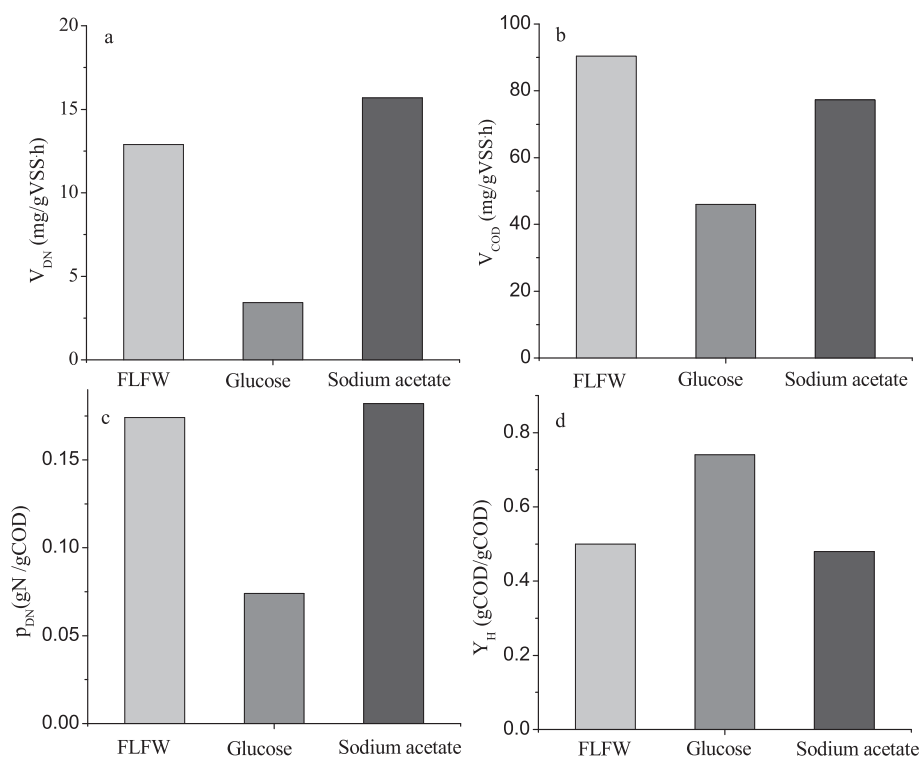 a
V_DN (mg/gVSS·h)
20
15
10
5
0
FLFW Glucose Sodium acetate
b
V_COD (mg/gVSS·h)
100
80
60
40
20
0
FLFW Glucose Sodium acetate
c
p_DN(gN /gCOD)
0.15
0.10
0.05
0.00
FLFW Glucose Sodium acetate
d
Y_H (gCOD/gCOD)
0.8
0.6
0.4
0.2
0.0
FLFW Glucose Sodium acetate